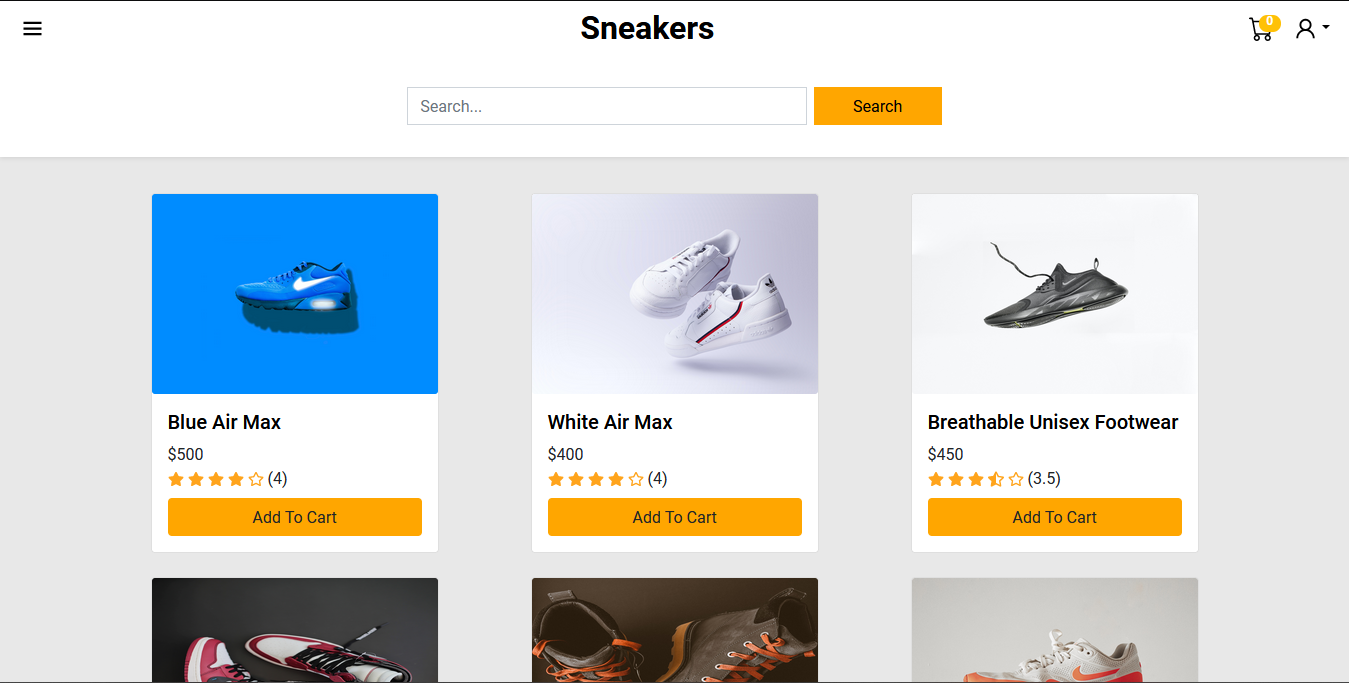 Sneakers
0
Search...
Search
Blue Air Max
$500
(4)
Add To Cart
White Air Max
$400
(4)
Add To Cart
Breathable Unisex Footwear
$450
(3.5)
Add To Cart